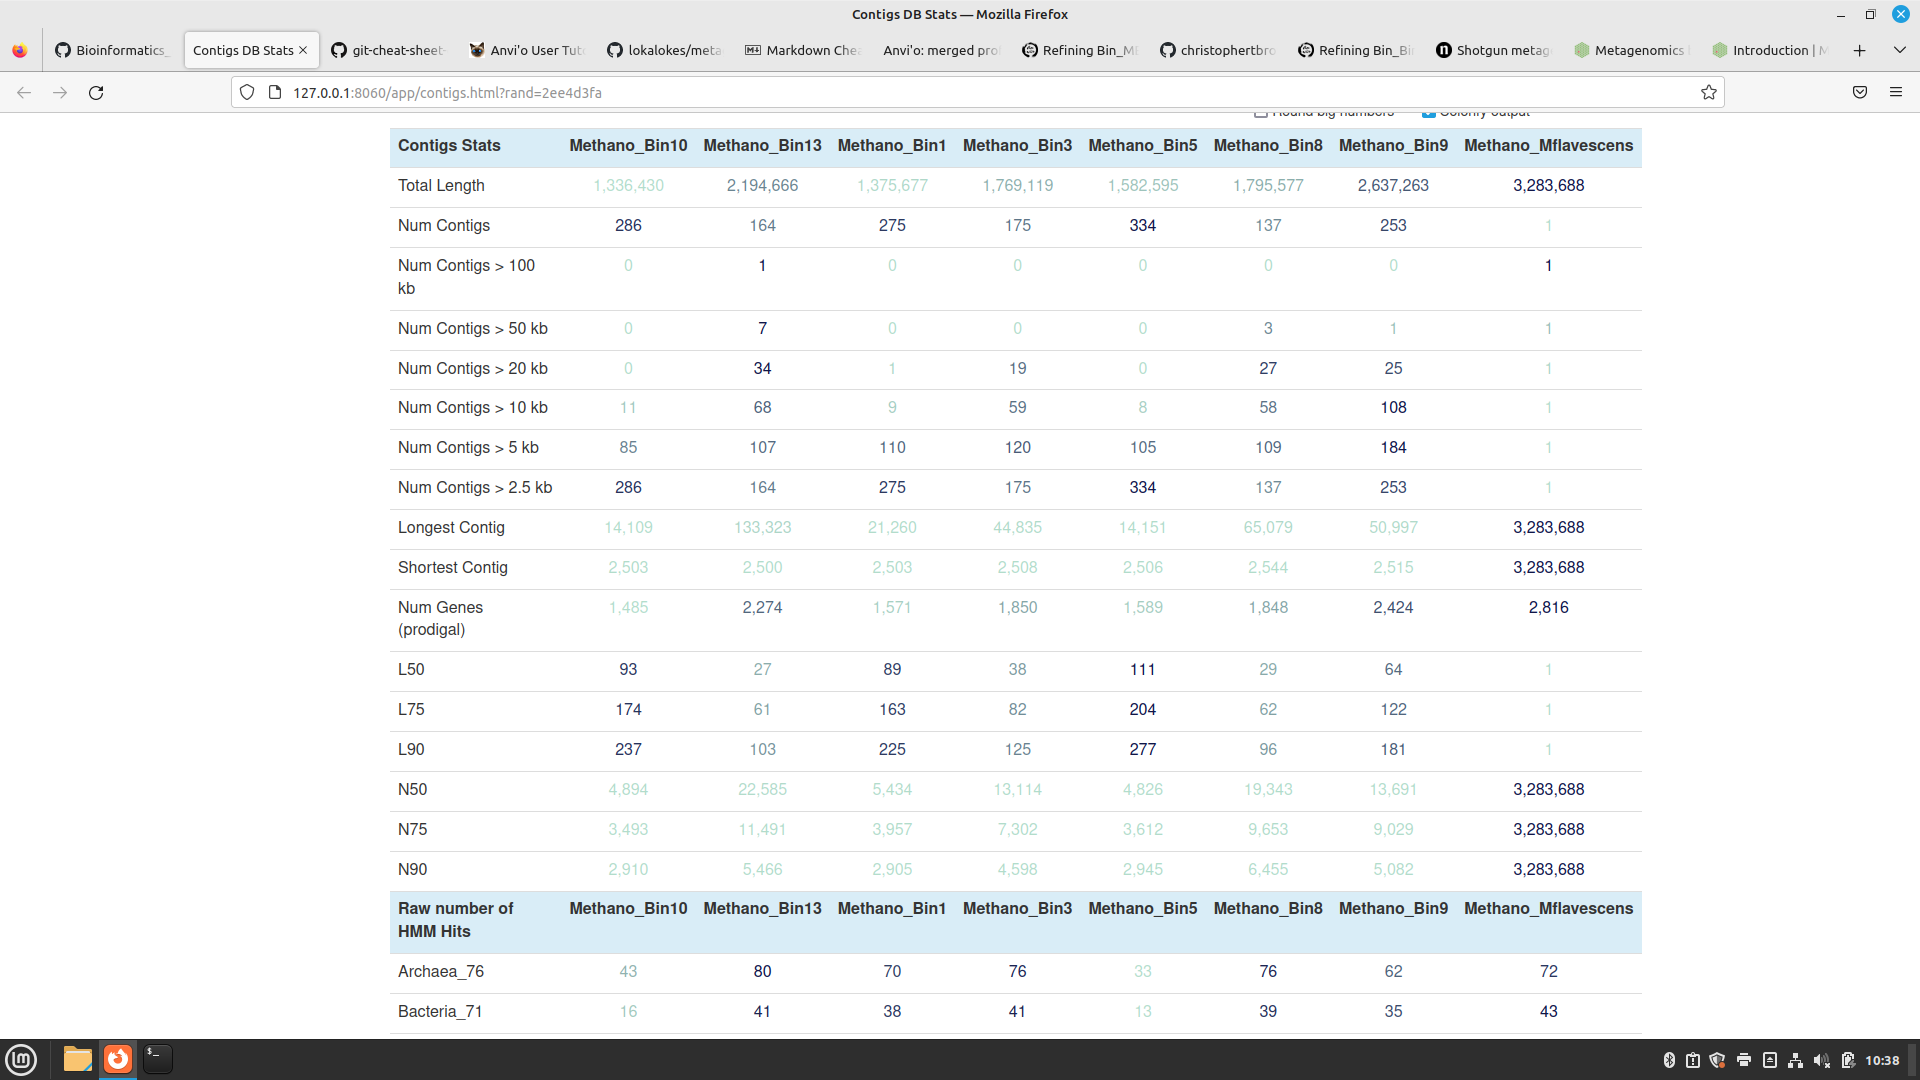 Contigs DB Stats — Mozilla Firefox
Bioinformatics_
Contigs DB Stats
git-cheat-sheet
Anvi'o User Tut
lokalokes/meta
Markdown Che
Anvi'o: merged pro
Refining Bin_M
christophertbro
Refining Bin_Bi
Shotgun metag
Metagenomics
Introduction | M
127.0.0.1:8060/app/contigs.html?rand=2ee4d3fa
Round big numbers Colorify output
Contigs Stats Methano_Bin10 Methano_Bin13 Methano_Bin1 Methano_Bin3 Methano_Bin5 Methano_Bin8 Methano_Bin9 Methano_Mflavescens
Total Length 1,336,430 2,194,666 1,375,677 1,769,119 1,582,595 1,795,577 2,637,263 3,283,688
Num Contigs 286 164 275 175 334 137 253 1
Num Contigs > 100 kb 0 1 0 0 0 0 0 1
Num Contigs > 50 kb 0 7 0 0 0 3 1 1
Num Contigs > 20 kb 0 34 1 19 0 27 25 1
Num Contigs > 10 kb 11 68 9 59 8 58 108 1
Num Contigs > 5 kb 85 107 110 120 105 109 184 1
Num Contigs > 2.5 kb 286 164 275 175 334 137 253 1
Longest Contig 14,109 133,323 21,260 44,835 14,151 65,079 50,997 3,283,688
Shortest Contig 2,503 2,500 2,503 2,508 2,506 2,544 2,515 3,283,688
Num Genes (prodigal) 1,485 2,274 1,571 1,850 1,589 1,848 2,424 2,816
L50 93 27 89 38 111 29 64 1
L75 174 61 163 82 204 62 122 1
L90 237 103 225 125 277 96 181 1
N50 4,894 22,585 5,434 13,114 4,826 19,343 13,691 3,283,688
N75 3,493 11,491 3,957 7,302 3,612 9,653 9,029 3,283,688
N90 2,910 5,466 2,905 4,598 2,945 6,455 5,082 3,283,688
Raw number of HMM Hits Methano_Bin10 Methano_Bin13 Methano_Bin1 Methano_Bin3 Methano_Bin5 Methano_Bin8 Methano_Bin9 Methano_Mflavescens
Archaea_76 43 80 70 76 33 76 62 72
Bacteria_71 16 41 38 41 13 39 35 43
10:38